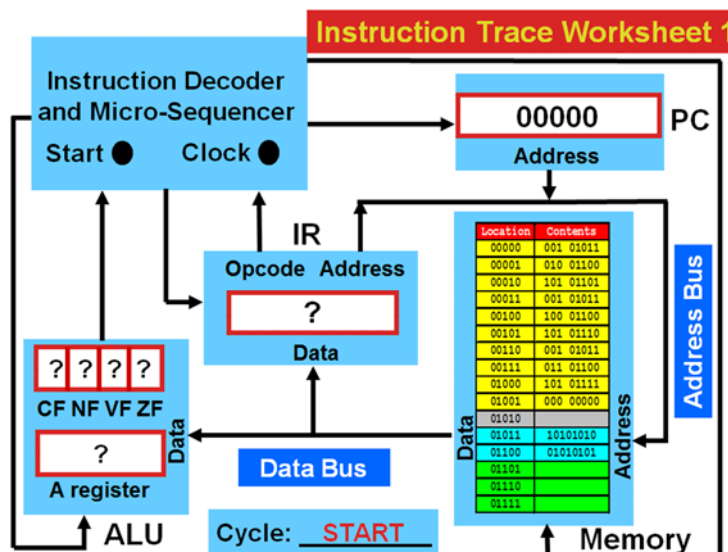 Instruction Trace Worksheet 1
Instruction Decoder
and Micro-Sequencer
Start Clock
00000 PC
Address
IR
Opcode Address
?
Data
? ? ? ?
CF NF VF ZF
Data
?
A register
ALU
Data Bus
Address Bus
Location Contents
00000 001 01011
00001 010 01100
00010 101 01101
00011 001 01011
00100 100 01100
00101 101 01110
00110 001 01011
00111 011 01100
01000 101 01111
01001 000 00000
01010
01011 10101010
01100 01010101
01101
01110
01111
Data
Address
Memory
Cycle: START